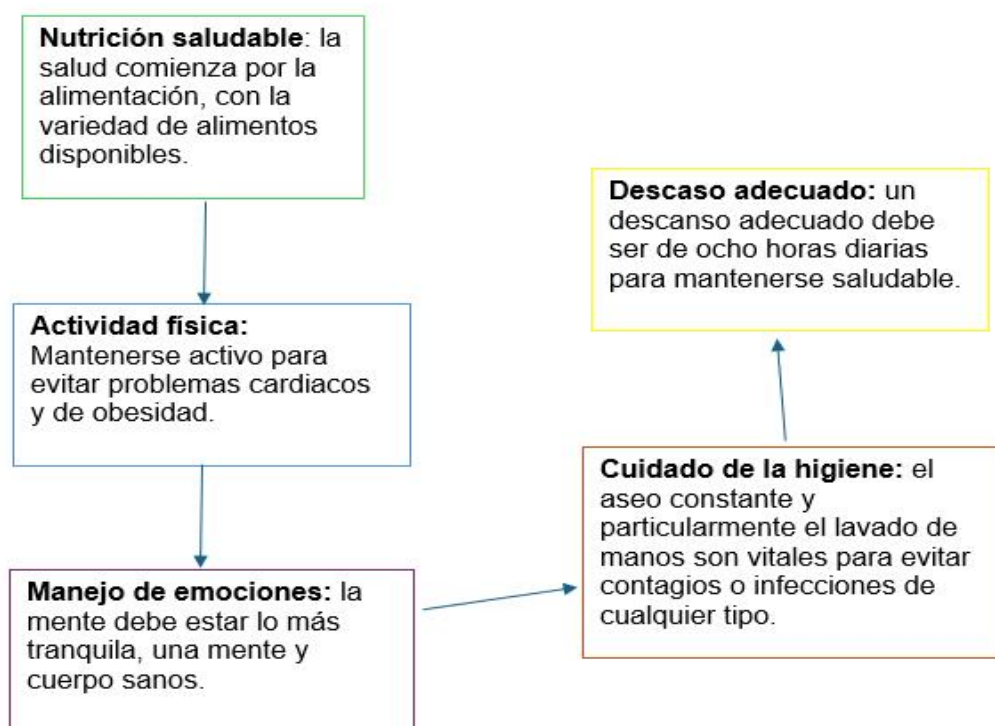 Nutrición saludable: la
salud comienza por la
alimentación, con la
variedad de alimentos
disponibles.
Actividad física:
Mantenerse activo para
evitar problemas cardiacos
y de obesidad.
Manejo de emociones: la
mente debe estar lo más
tranquila, una mente y
cuerpo sanos.
Cuidado de la higiene: el
aseo constante y
particularmente el lavado de
manos son vitales para evitar
contagios o infecciones de
cualquier tipo.
Descaso adecuado: un
descanso adecuado debe
ser de ocho horas diarias
para mantenerse saludable.